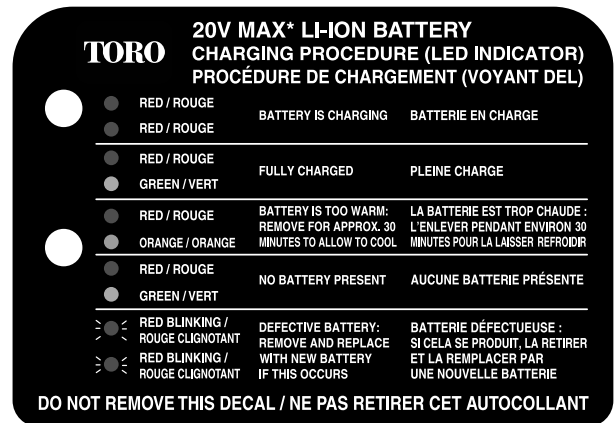 TORO
20V MAX* LI-ION BATTERY
CHARGING PROCEDURE (LED INDICATOR)
PROCÉDURE DE CHARGEMENT (VOYANT DEL)
RED / ROUGE
RED / ROUGE
BATTERY IS CHARGING
BATTERIE EN CHARGE
RED / ROUGE
GREEN / VERT
FULLY CHARGED
PLEINE CHARGE
RED / ROUGE
ORANGE / ORANGE
BATTERY IS TOO WARM:
REMOVE FOR APPROX. 30
MINUTES TO ALLOW TO COOL
LA BATTERIE EST TROP CHAUDE :
L'ENLEVER PENDANT ENVIRON 30
MINUTES POUR LA LAISSER REFROIDIR
RED / ROUGE
GREEN / VERT
NO BATTERY PRESENT
AUCUNE BATTERIE PRÉSENTE
RED BLINKING /
ROUGE CLIGNOTANT
RED BLINKING /
ROUGE CLIGNOTANT
DEFECTIVE BATTERY:
REMOVE AND REPLACE
WITH NEW BATTERY
IF THIS OCCURS
BATTERIE DÉFECTUEUSE :
SI CELA SE PRODUIT, LA RETIRER
ET LA REMPLACER PAR
UNE NOUVELLE BATTERIE
DO NOT REMOVE THIS DECAL / NE PAS RETIRER CET AUTOCOLLANT